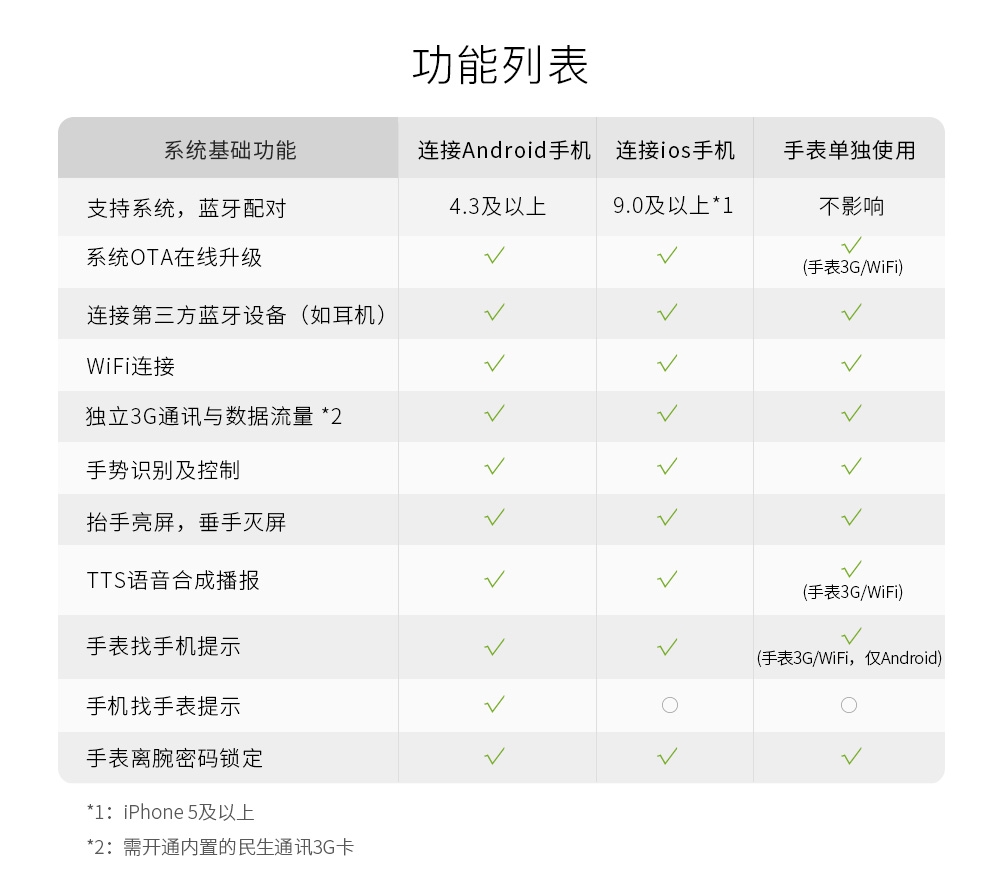 功能列表
系统基础功能 连接Android手机 连接ios手机 手表单独使用
支持系统，蓝牙配对 4.3及以上 9.0及以上*1 不影响
系统OTA在线升级 √ √ √
(手表3G/WiFi)
连接第三方蓝牙设备（如耳机） √ √ √
WiFi连接 √ √ √
独立3G通讯与数据流量 *2 √ √ √
手势识别及控制 √ √ √
抬手亮屏，垂手灭屏 √ √ √
TTS语音合成播报 √ √ √
(手表3G/WiFi)
手表找手机提示 √ √ √
(手表3G/WiFi，仅Android)
手机找手表提示 √ ○ ○
手表离腕密码锁定 √ √ √
*1：iPhone 5及以上
*2：需开通内置的民生通讯3G卡